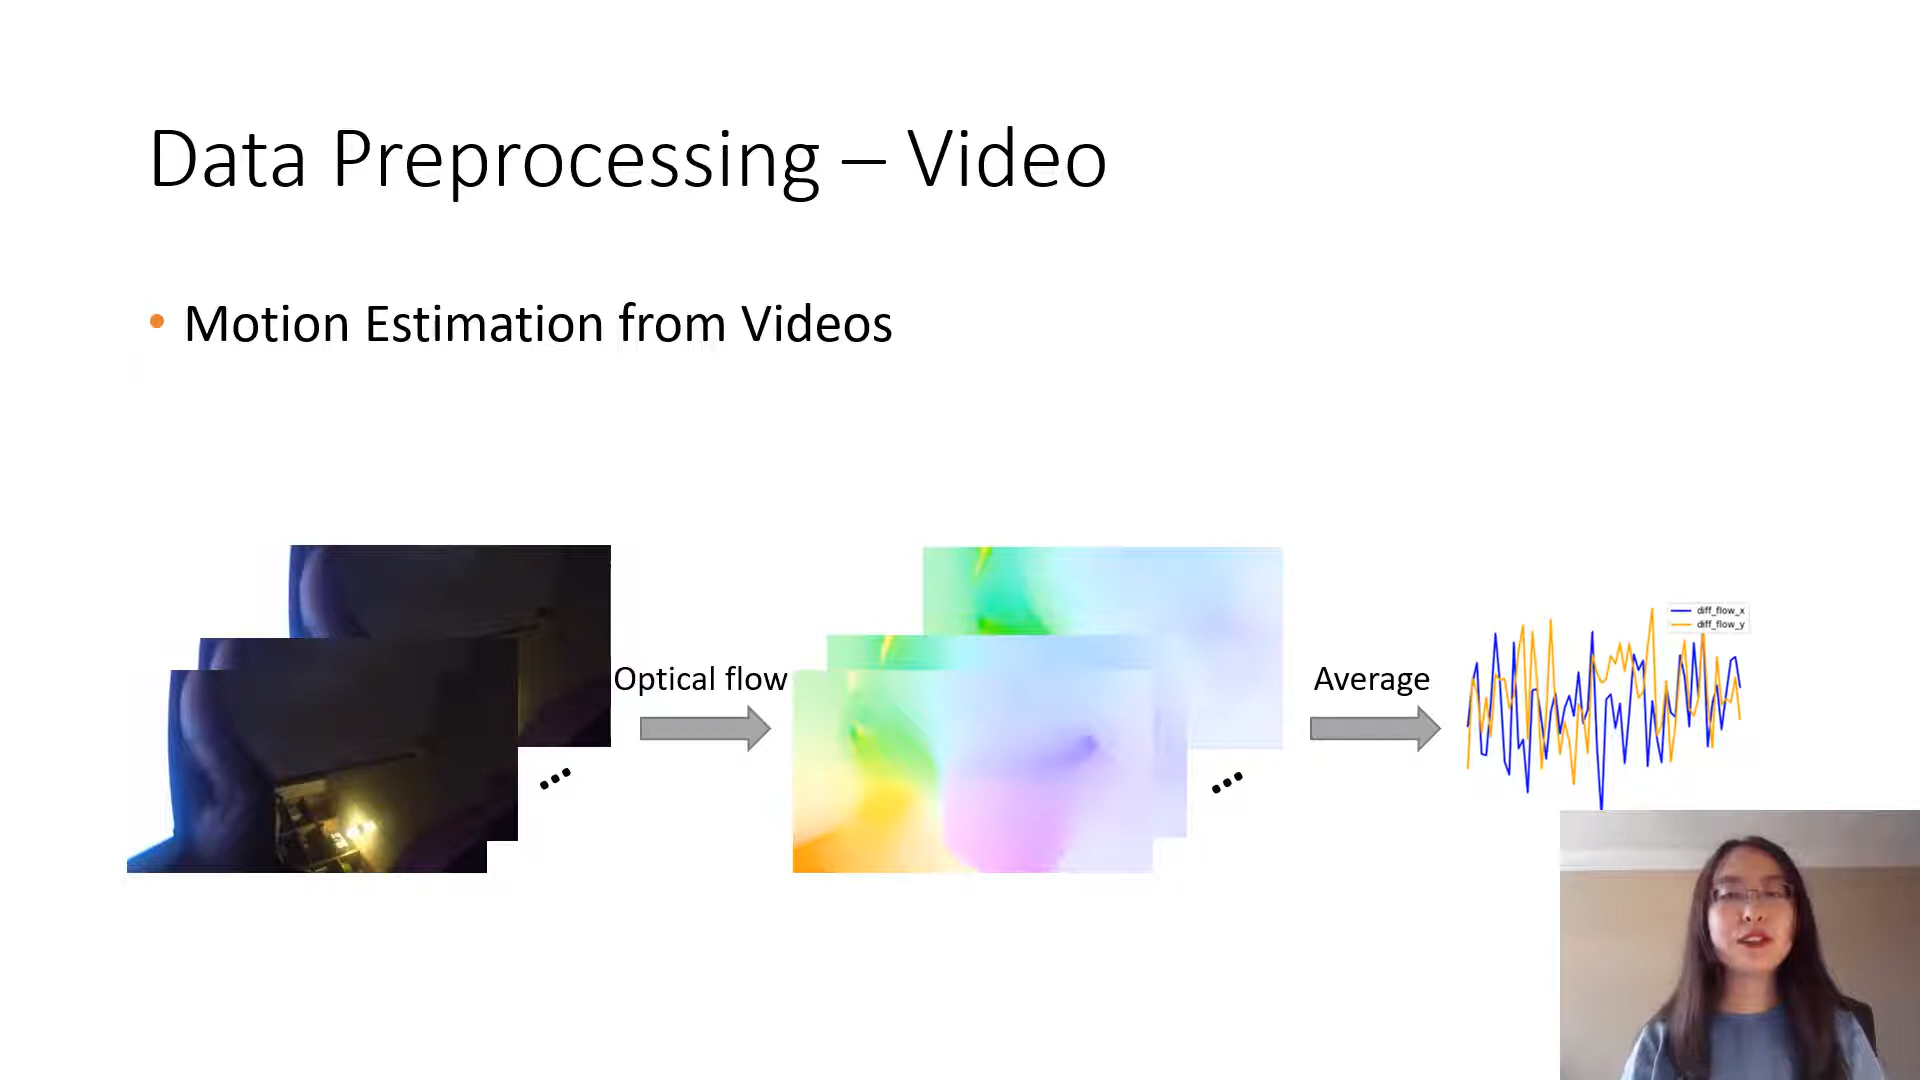 Data Preprocessing – Video
• Motion Estimation from Videos
Optical flow
Average
diff_flow_x
diff_flow_y